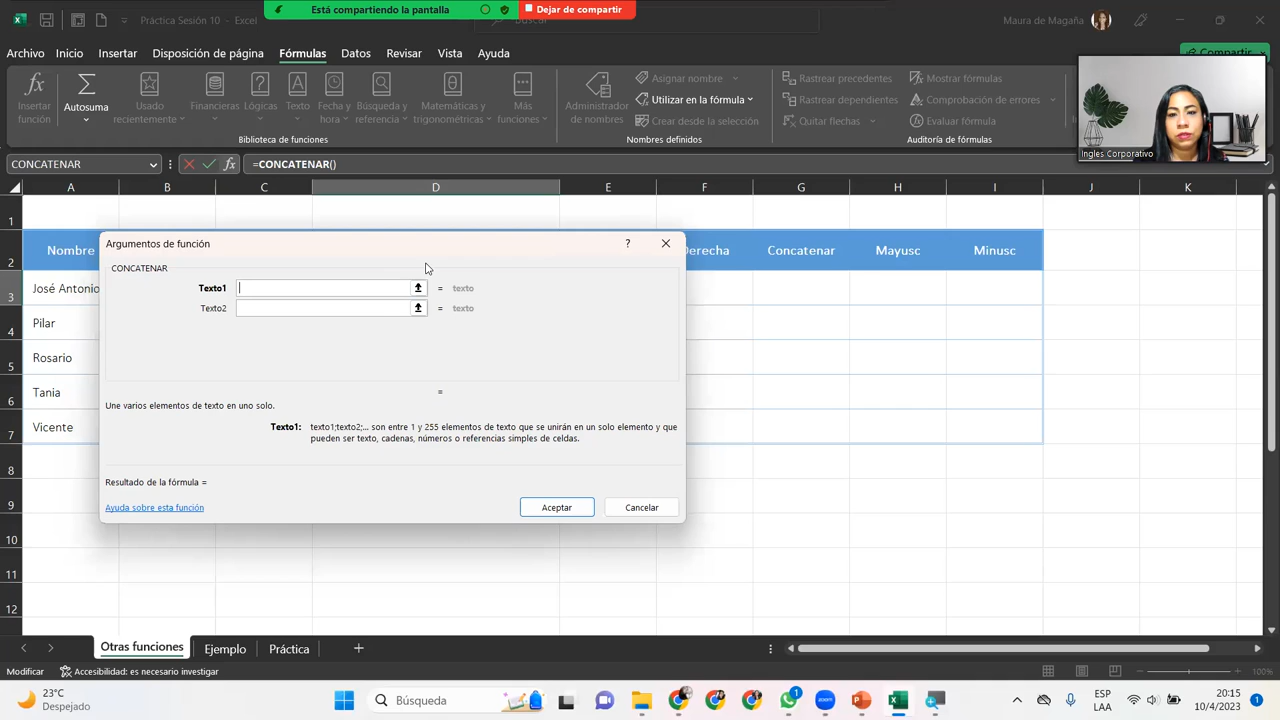 Está compartiendo la pantalla
Dejar de compartir
Práctica Sesión 10 - Excel
Maura de Magaña
Archivo Inicio Insertar Disposición de página Fórmulas Datos Revisar Vista Ayuda
Compartir
Insertar función
Autosuma
Usado recientemente
Financieras
Lógicas
Texto
Fecha y hora
Búsqueda y referencia
Matemáticas y trigonométricas
Más funciones
Biblioteca de funciones
Administrador de nombres
Asignar nombre
Utilizar en la fórmula
Crear desde la selección
Nombres definidos
Rastrear precedentes
Rastrear dependientes
Quitar flechas
Mostrar fórmulas
Comprobación de errores
Evaluar fórmula
Auditoría de fórmulas
Ingles Corporativo
CONCATENAR
fx
=CONCATENAR()
A B C D E F G H I J K
1
2 Nombre Derecha Concatenar Mayusc Minusc
3 José Antonio
4 Pilar
5 Rosario
6 Tania
7 Vicente
8
9
10
11
12
Argumentos de función
?
CONCATENAR
Texto1 = texto
Texto2 = texto
=
Une varios elementos de texto en uno solo.
Texto1: texto1;texto2;... son entre 1 y 255 elementos de texto que se unirán en un solo elemento y que
pueden ser texto, cadenas, números o referencias simples de celdas.
Resultado de la fórmula =
Ayuda sobre esta función
Aceptar
Cancelar
Otras funciones Ejemplo Práctica
Modificar
Accesibilidad: es necesario investigar
100%
23°C
Despejado
Búsqueda
1
ESP
LAA
20:15
10/4/2023